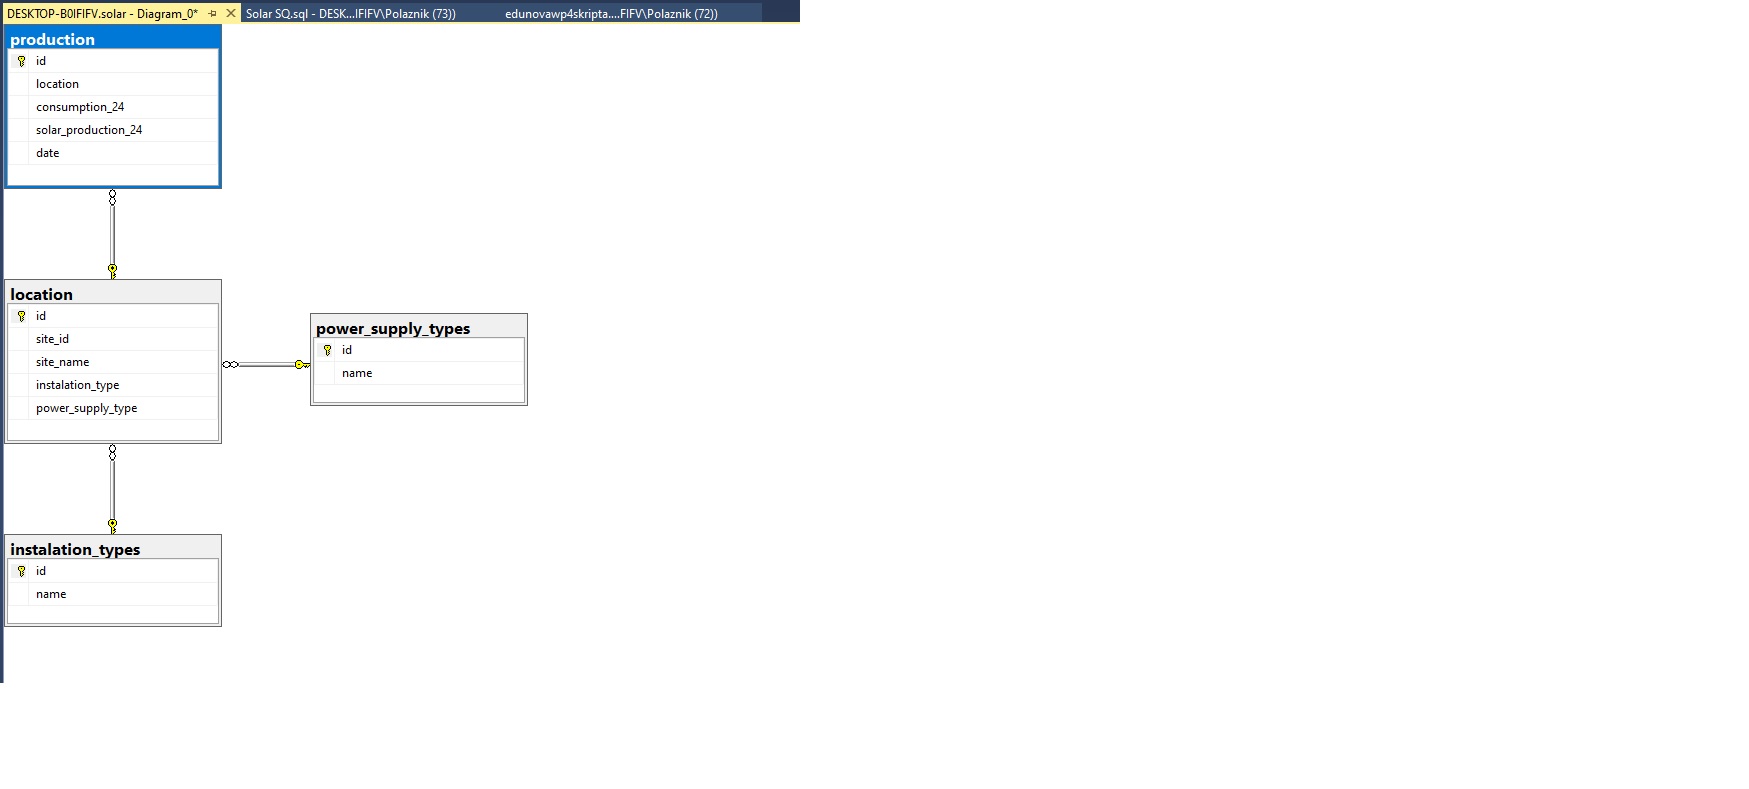 DESKTOP-B0IFIFV.solar - Diagram_0*
Solar SQ.sql - DESK...IFIFV\Polaznik (73))
edunovawp4skripta....FIFV\Polaznik (72))
production
id
location
consumption_24
solar_production_24
date
location
id
site_id
site_name
instalation_type
power_supply_type
power_supply_types
id
name
instalation_types
id
name